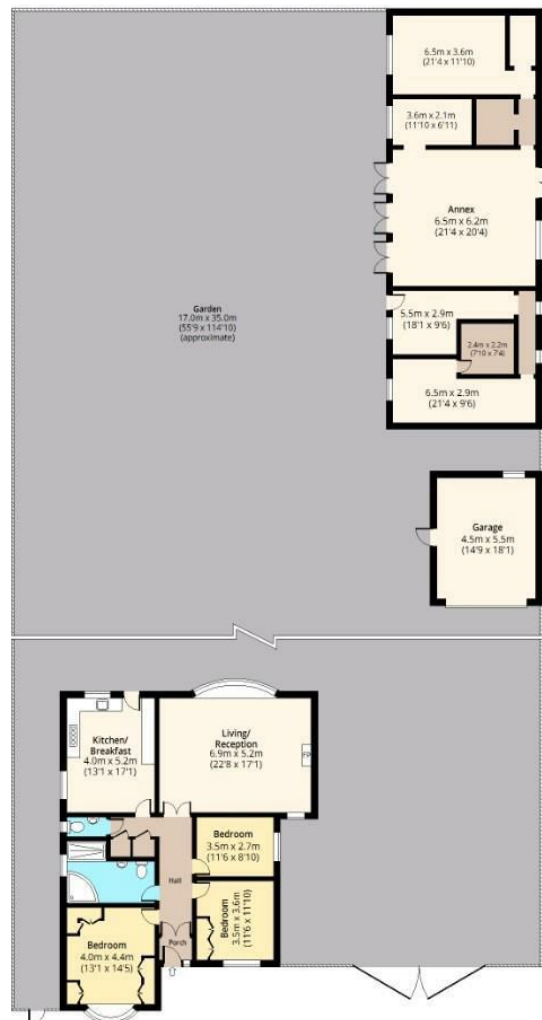 6.5m x 3.6m
(21'4 x 11'10)
3.6m x 2.1m
(11'10 x 6'11)
Annex
6.5m x 6.2m
(21'4 x 20'4)
Garden
17.0m x 35.0m
(55'9 x 114'10)
(approximate)
5.5m x 2.9m
(18'1 x 9'6)
2.4m x 2.2m
(7'10 x 7'4)
6.5m x 2.9m
(21'4 x 9'6)
Garage
4.5m x 5.5m
(14'9 x 18'1)
Kitchen/
Breakfast
4.0m x 5.2m
(13'1 x 17'1)
Living/
Reception
6.9m x 5.2m
(22'8 x 17'1)
FP
Bedroom
3.5m x 2.7m
(11'6 x 8'10)
Hall
Bedroom
3.5m x 3.6m
(11'6 x 11'10)
Bedroom
4.0m x 4.4m
(13'1 x 14'5)
Porch